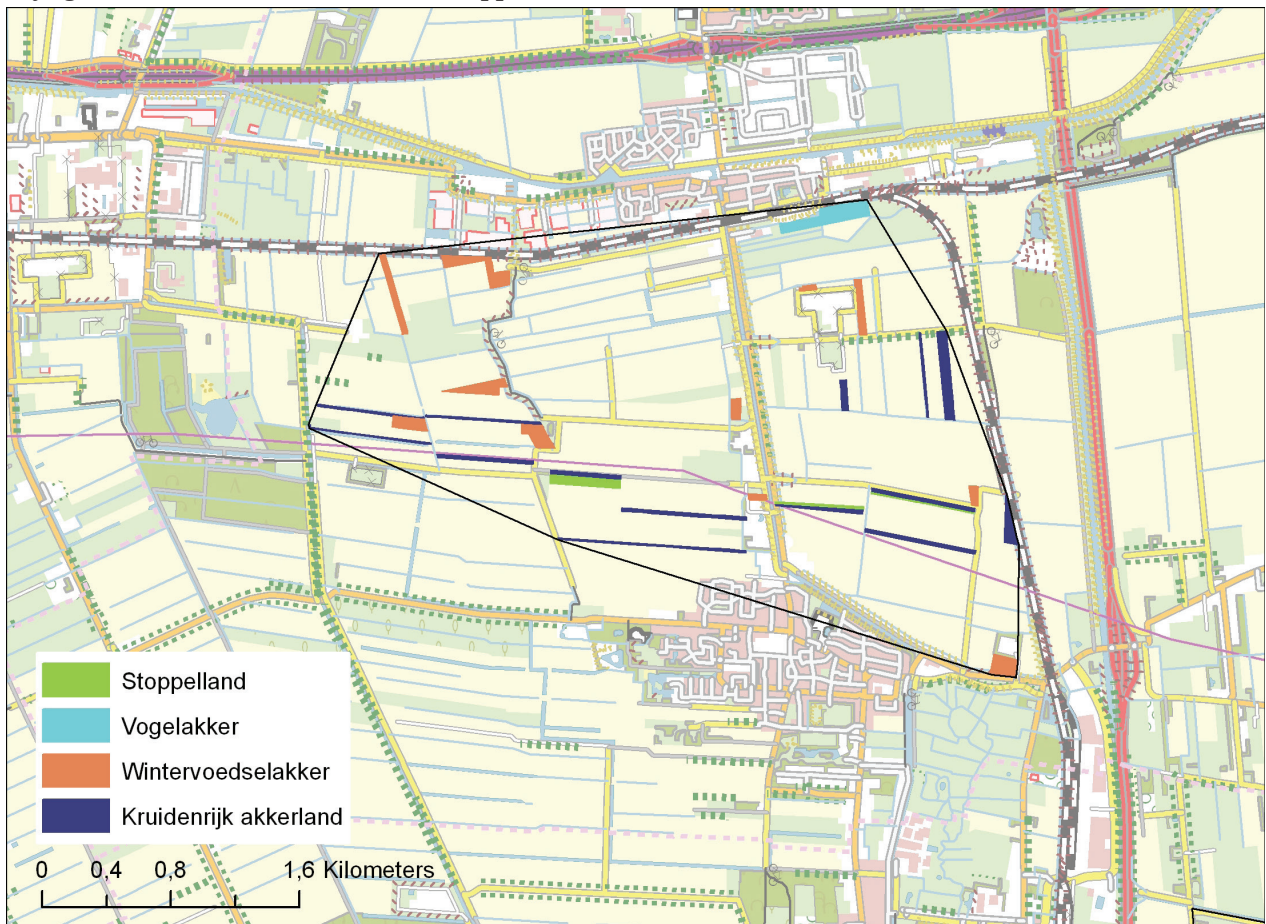 Stoppelland
Vogelakker
Wintervoedselakker
Kruidenrijk akkerland
0 0,4 0,8 1,6 Kilometers